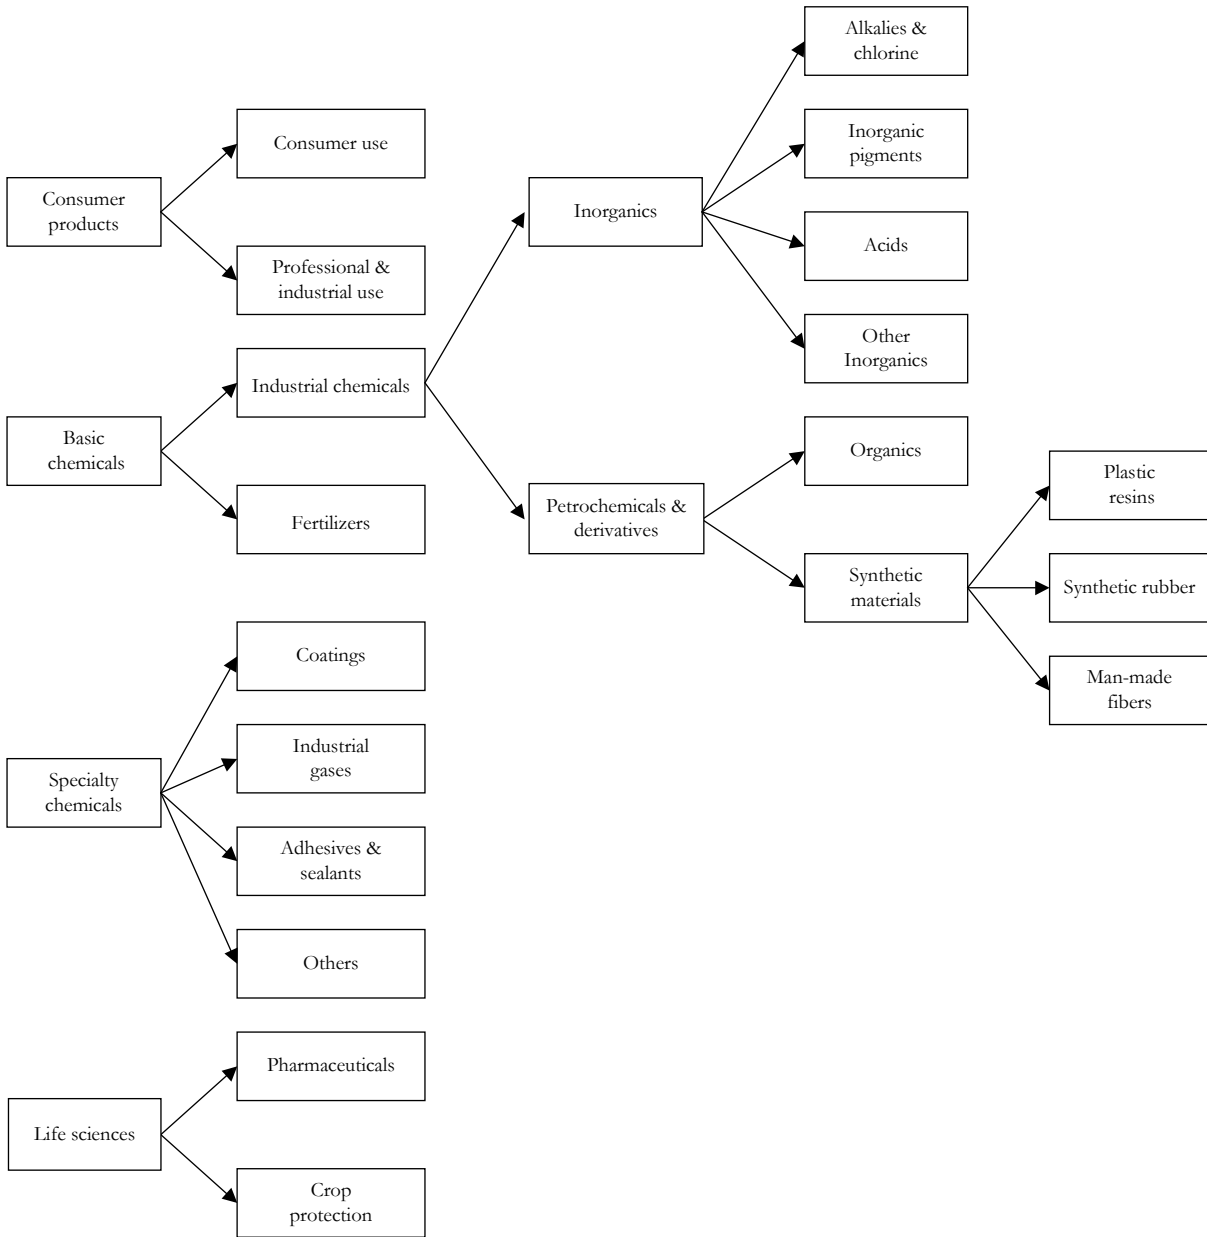 Consumer
products
Consumer use
Professional &
industrial use
Basic
chemicals
Industrial chemicals
Fertilizers
Inorganics
Alkalies &
chlorine
Inorganic
pigments
Acids
Other
Inorganics
Petrochemicals &
derivatives
Organics
Synthetic
materials
Plastic
resins
Synthetic rubber
Man-made
fibers
Specialty
chemicals
Coatings
Industrial
gases
Adhesives &
sealants
Others
Life sciences
Pharmaceuticals
Crop
protection